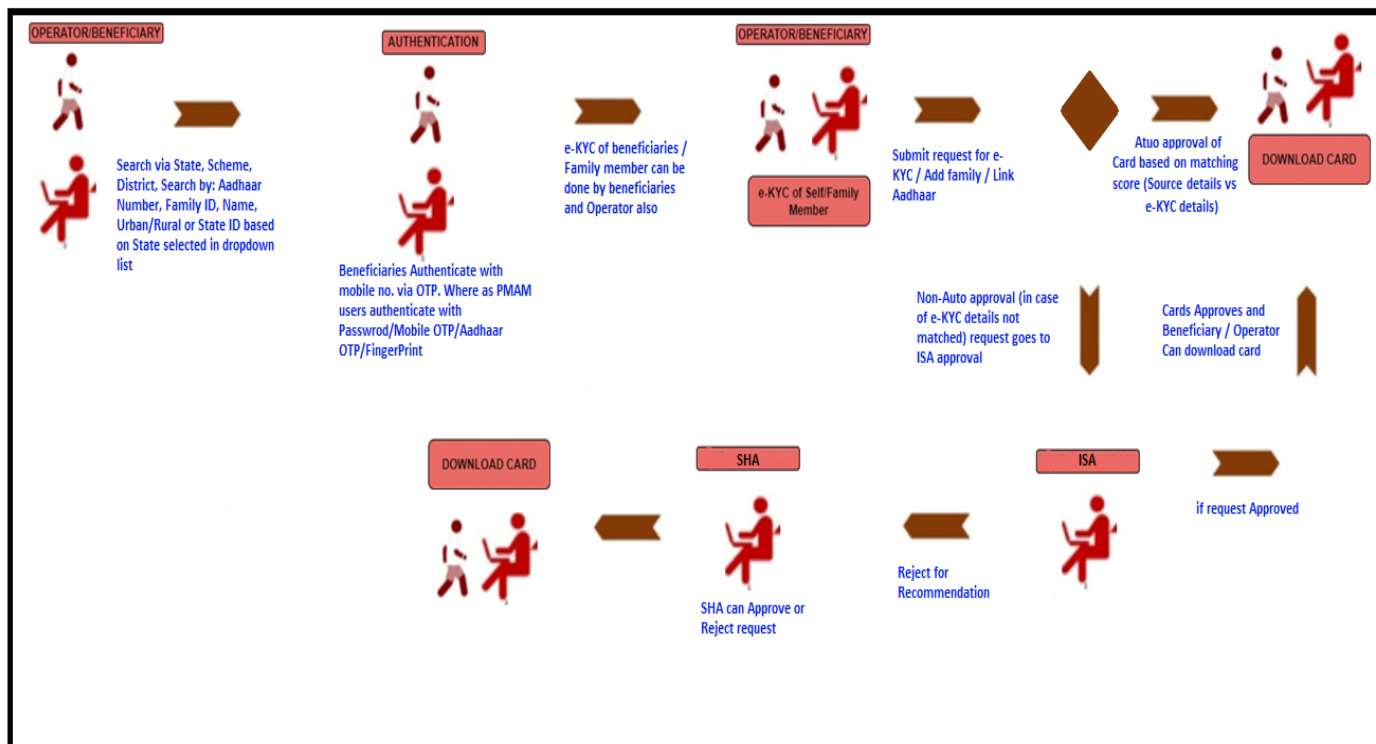 OPERATOR/BENEFICIARY
Search via State, Scheme,
District, Search by: Aadhaar
Number, Family ID, Name,
Urban/Rural or State ID based
on State selected in dropdown
list
AUTHENTICATION
Beneficiaries Authenticate with
mobile no. via OTP. Where as PMAM
users authenticate with
Passwrod/Mobile OTP/Aadhaar
OTP/FingerPrint
e-KYC of beneficiaries /
Family member can be
done by beneficiaries
and Operator also
OPERATOR/BENEFICIARY
e-KYC of Self/Family
Member
Submit request for e-
KYC / Add family / Link
Aadhaar
Atuo approval of
Card based on matching
score (Source details vs
e-KYC details)
DOWNLOAD CARD
Non-Auto approval (in case
of e-KYC details not
matched) request goes to
ISA approval
Cards Approves and
Beneficiary / Operator
Can download card
DOWNLOAD CARD
SHA
SHA can Approve or
Reject request
Reject for
Recommendation
ISA
if request Approved